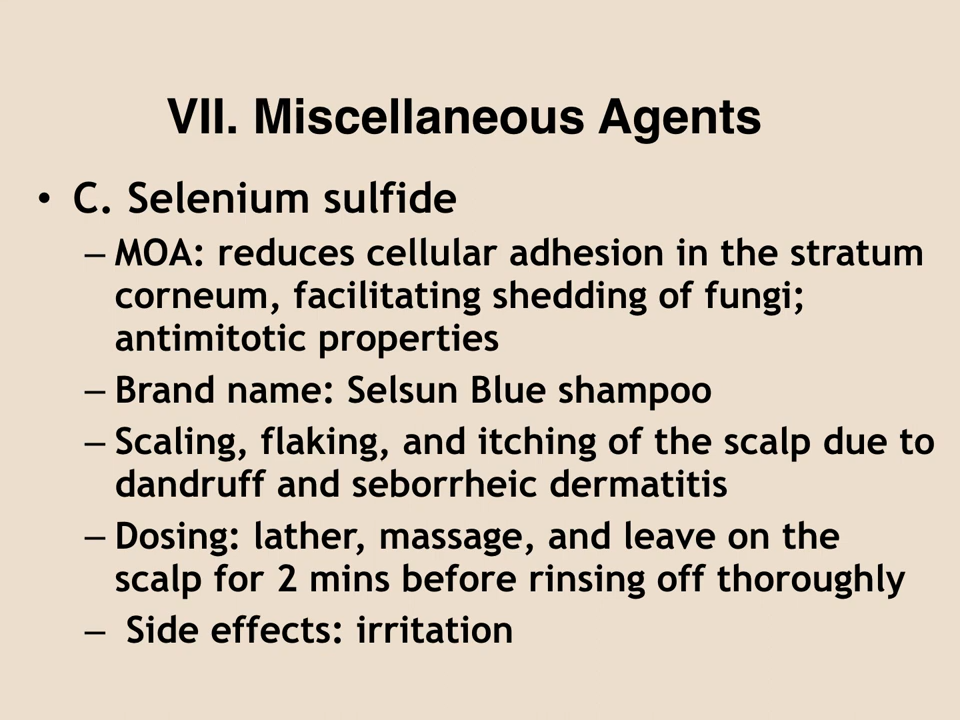 VII. Miscellaneous Agents
• C. Selenium sulfide
– MOA: reduces cellular adhesion in the stratum
corneum, facilitating shedding of fungi;
antimitotic properties
– Brand name: Selsun Blue shampoo
– Scaling, flaking, and itching of the scalp due to
dandruff and seborrheic dermatitis
– Dosing: lather, massage, and leave on the
scalp for 2 mins before rinsing off thoroughly
– Side effects: irritation